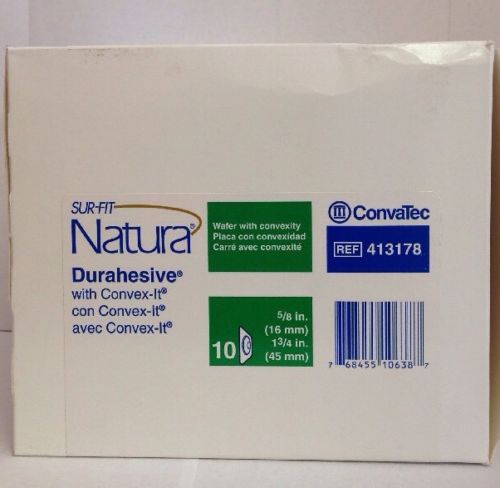 SUR-FIT
Natura®
Durahesive®
with Convex-It®
con Convex-it®
avec Convex-It®
Wafer with convexity
Placa con convexidad
Carré avec convexité
ConvaTec
REF 413178
10
5/8 in.
(16 mm)
1 3/4 in.
(45 mm)
7 68455 10638 7